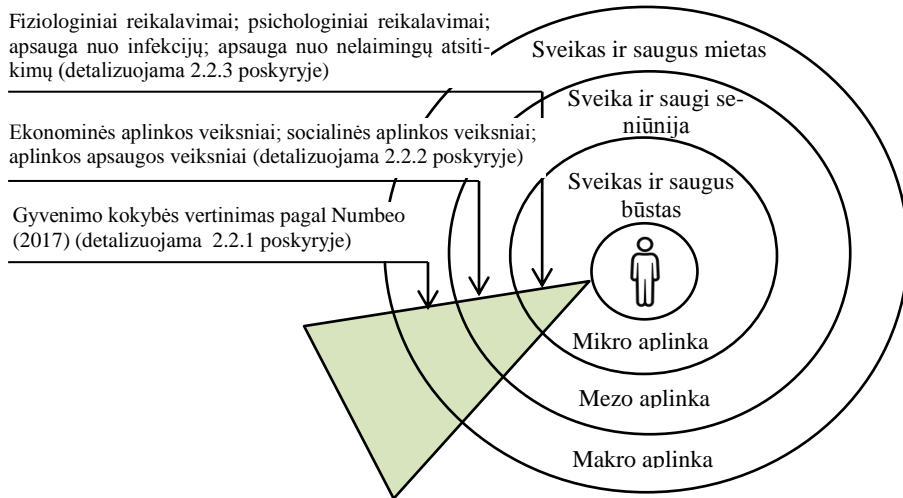 Fiziologiniai reikalavimai; psichologiniai reikalavimai;
apsauga nuo infekcijų; apsauga nuo nelaimingų atsiti-
kimų (detalizuojama 2.2.3 poskyryje)
Ekonominės aplinkos veiksniai; socialinės aplinkos veiksniai;
aplinkos apsaugos veiksniai (detalizuojama 2.2.2 poskyryje)
Gyvenimo kokybės vertinimas pagal Numbeo
(2017) (detalizuojama 2.2.1 poskyryje)
Sveikas ir saugus mietas
Sveika ir saugi se-
niūnija
Sveikas ir saugus
būstas
Mikro aplinka
Mezo aplinka
Makro aplinka